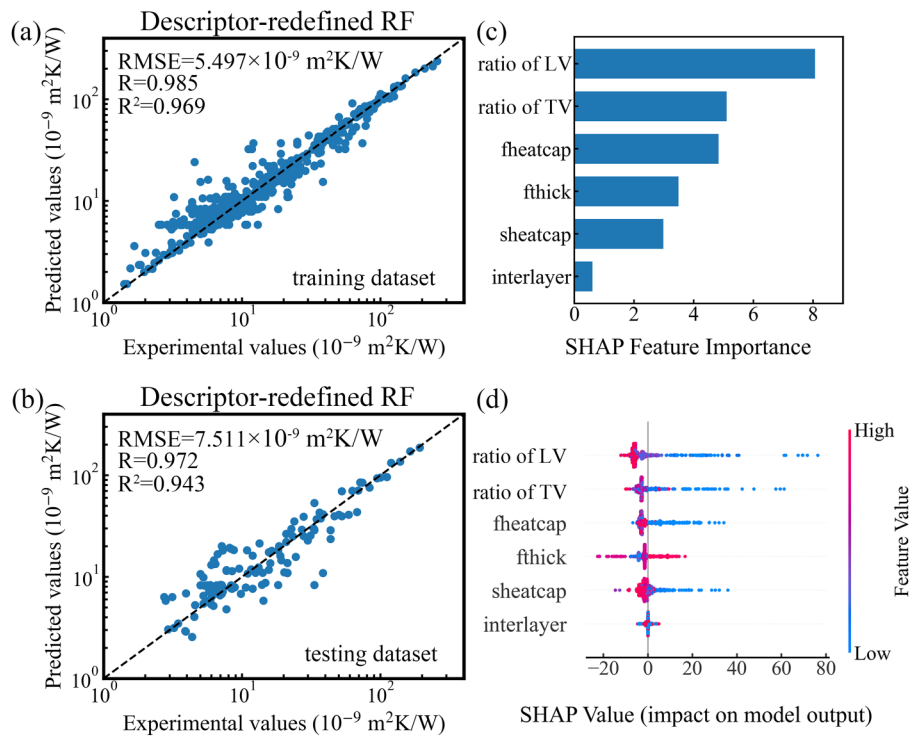 (a)
Descriptor-redefined RF
RMSE=5.497×10⁻⁹ m²K/W
R=0.985
R²=0.969
training dataset
Predicted values (10⁻⁹ m²K/W)
10²
10¹
10⁰
10⁰ 10¹ 10²
Experimental values (10⁻⁹ m²K/W)
(b)
Descriptor-redefined RF
RMSE=7.511×10⁻⁹ m²K/W
R=0.972
R²=0.943
testing dataset
Predicted values (10⁻⁹ m²K/W)
10²
10¹
10⁰
10⁰ 10¹ 10²
Experimental values (10⁻⁹ m²K/W)
(c)
ratio of LV
ratio of TV
fheatcap
fthick
sheatcap
interlayer
0 2 4 6 8
SHAP Feature Importance
(d)
ratio of LV
ratio of TV
fheatcap
fthick
sheatcap
interlayer
−20 0 20 40 60 80
SHAP Value (impact on model output)
High
Feature Value
Low